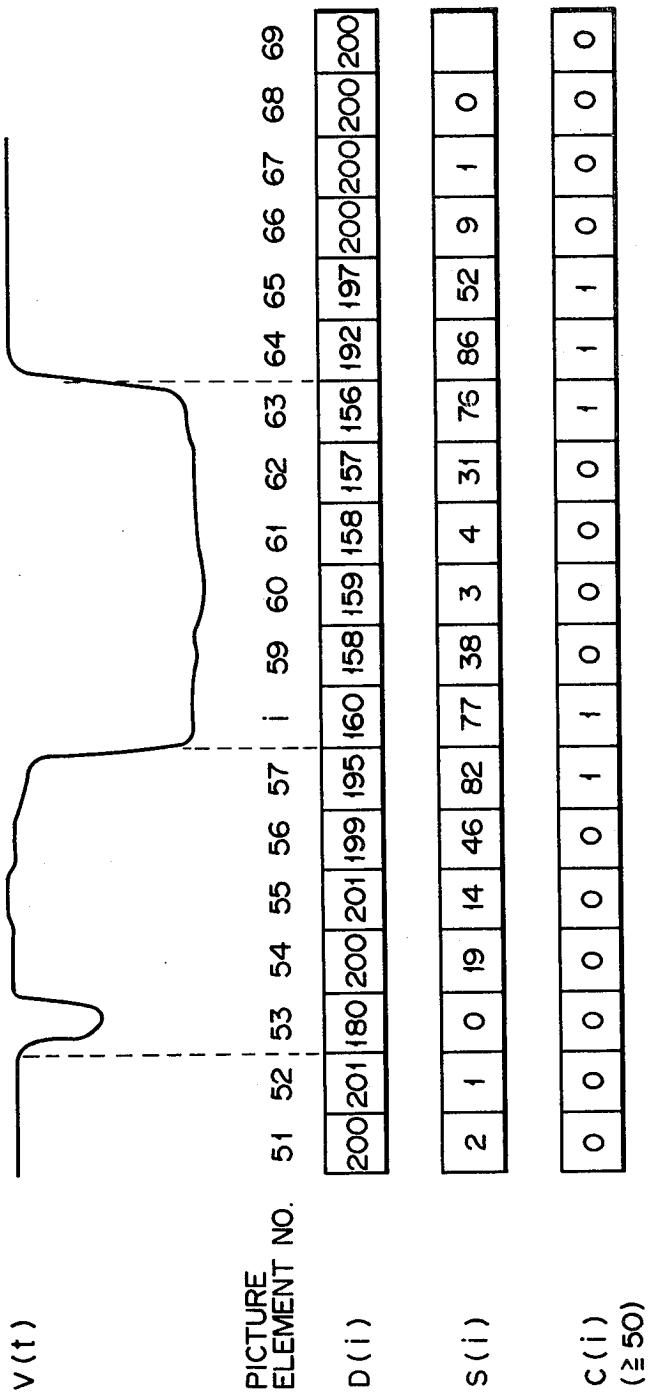 V(t)
PICTURE
ELEMENT NO. 51 52 53 54 55 56 57 i 59 60 61 62 63 64 65 66 67 68 69
D(i) 200 201 180 200 201 199 195 160 158 159 158 157 156 192 197 200 200 200 200
S(i) 2 1 0 19 14 46 82 77 38 3 4 31 76 86 52 9 1 0
C(i) 0 0 0 0 0 0 1 1 0 0 0 0 1 1 1 0 0 0 0
(≧50)